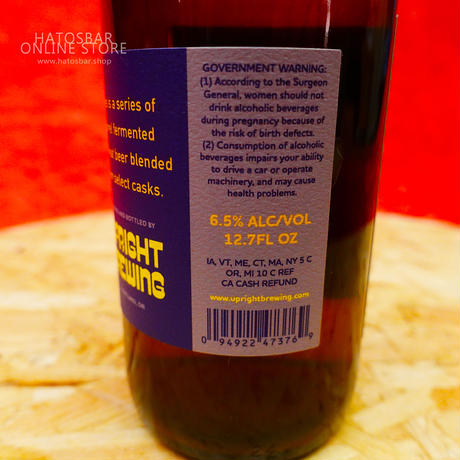 HATOSBAR
ONLINE STORE
www.hatosbar.shop
is a series of
fermented
beer blended
select casks.
BOTTLED BY
BREWING
GOVERNMENT WARNING:
(1) According to the Surgeon
General, women should not
drink alcoholic beverages
during pregnancy because of
the risk of birth defects.
(2) Consumption of alcoholic
beverages impairs your ability
to drive a car or operate
machinery, and may cause
health problems.
6.5% ALC/VOL
12.7FL OZ
IA, VT, ME, CT, MA, NY 5 C
OR, MI 10 C REF
CA CASH REFUND
www.uprightbrewing.com
0 94922 47376 9